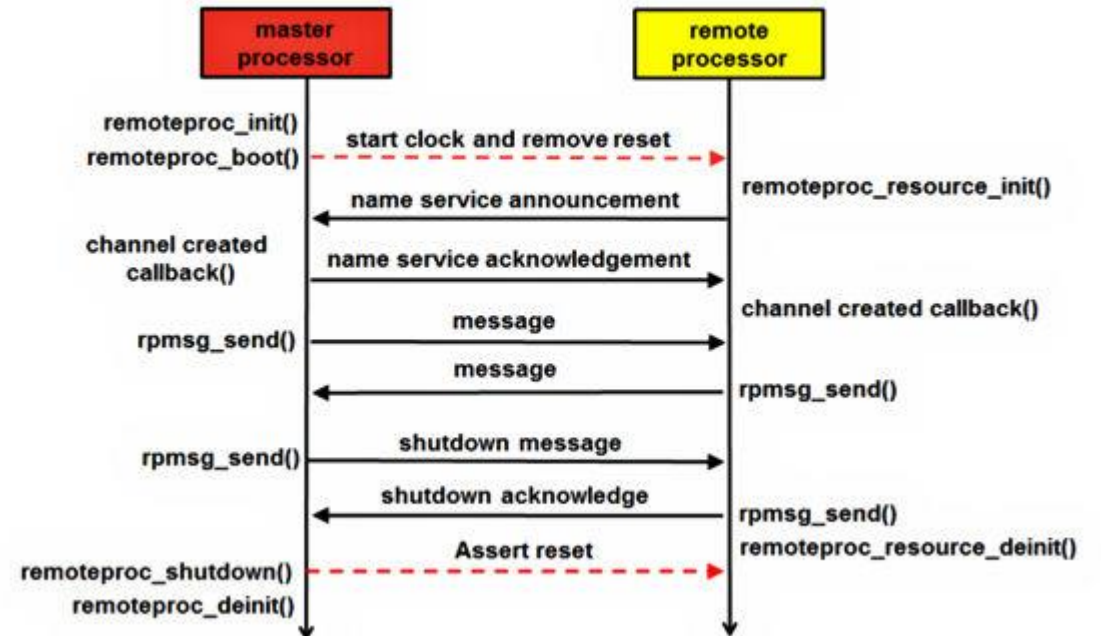 master
processor
remote
processor
remoteproc_init()
start clock and remove reset
remoteproc_boot()
remoteproc_resource_init()
name service announcement
channel created
callback()
name service acknowledgement
channel created callback()
message
rpmsg_send()
message
rpmsg_send()
shutdown message
rpmsg_send()
shutdown acknowledge
rpmsg_send()
Assert reset
remoteproc_resource_deinit()
remoteproc_shutdown()
remoteproc_deinit()